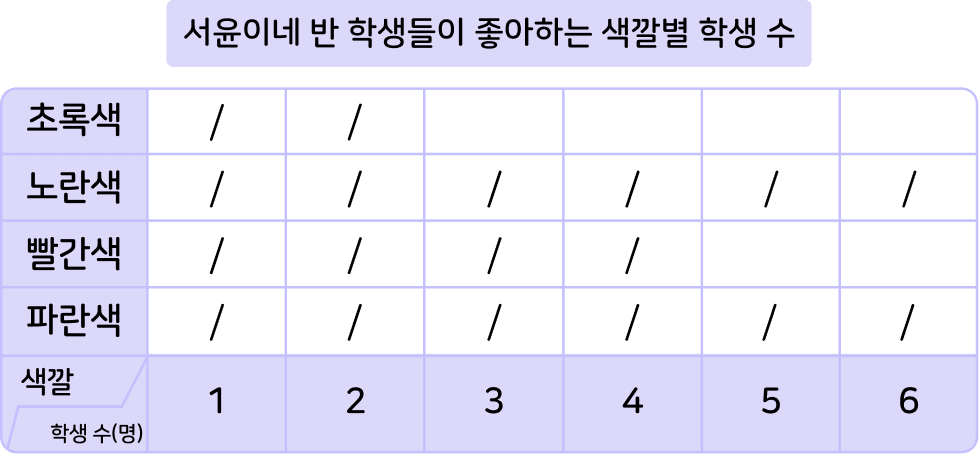 서윤이네 반 학생들이 좋아하는 색깔별 학생 수
초록색 / /
노란색 / / / / / /
빨간색 / / / /
파란색 / / / / / /
색깔
학생 수(명) 1 2 3 4 5 6